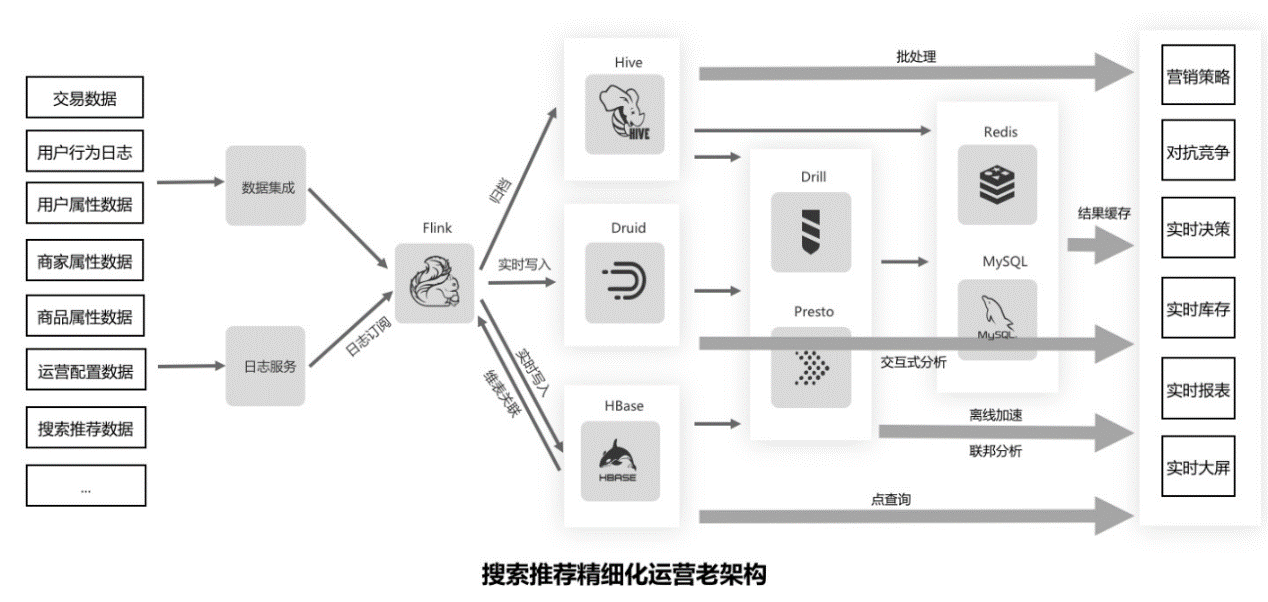 交易数据
用户行为日志
用户属性数据
商家属性数据
商品属性数据
运营配置数据
搜索推荐数据
...
数据集成
日志服务
日志订阅
Flink
归档
实时写入
实时写入
维表关联
Hive
HIVE
Druid
HBase
HBASE
Drill
Presto
Redis
MySQL
MySQL
批处理
结果缓存
交互式分析
离线加速
联邦分析
点查询
营销策略
对抗竞争
实时决策
实时库存
实时报表
实时大屏
搜索推荐精细化运营老架构